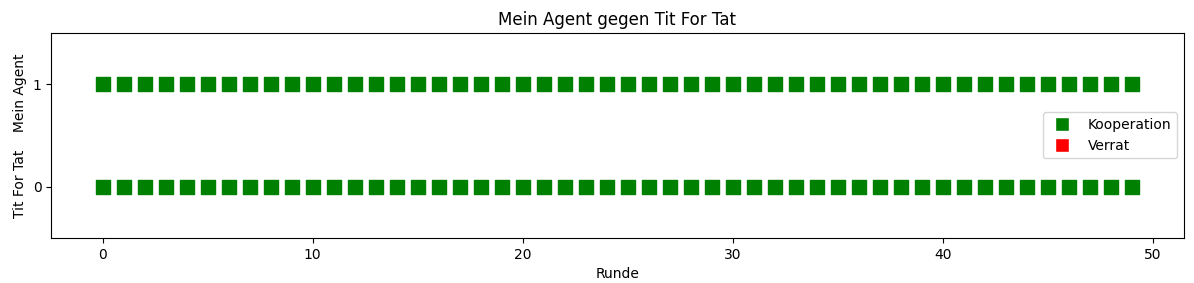 Mein Agent gegen Tit For Tat
Tit For Tat    Mein Agent
1
0
Kooperation
Verrat
0
10
20
30
40
50
Runde